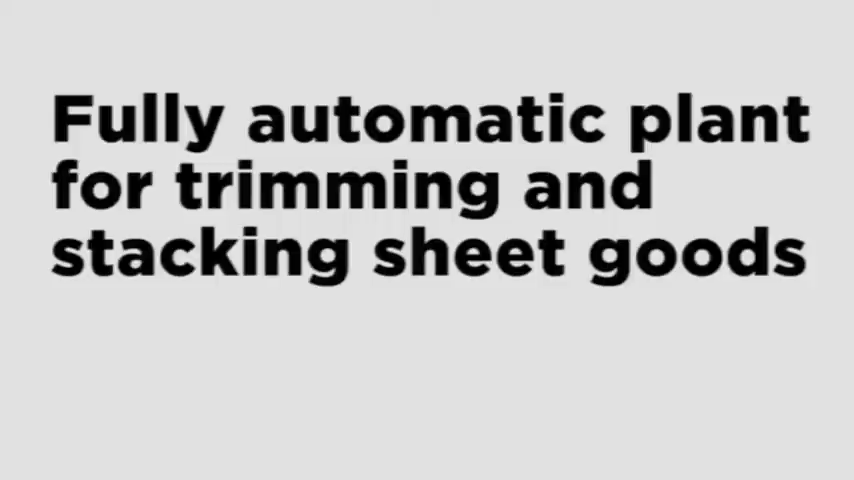 Fully automatic plant
for trimming and
stacking sheet goods